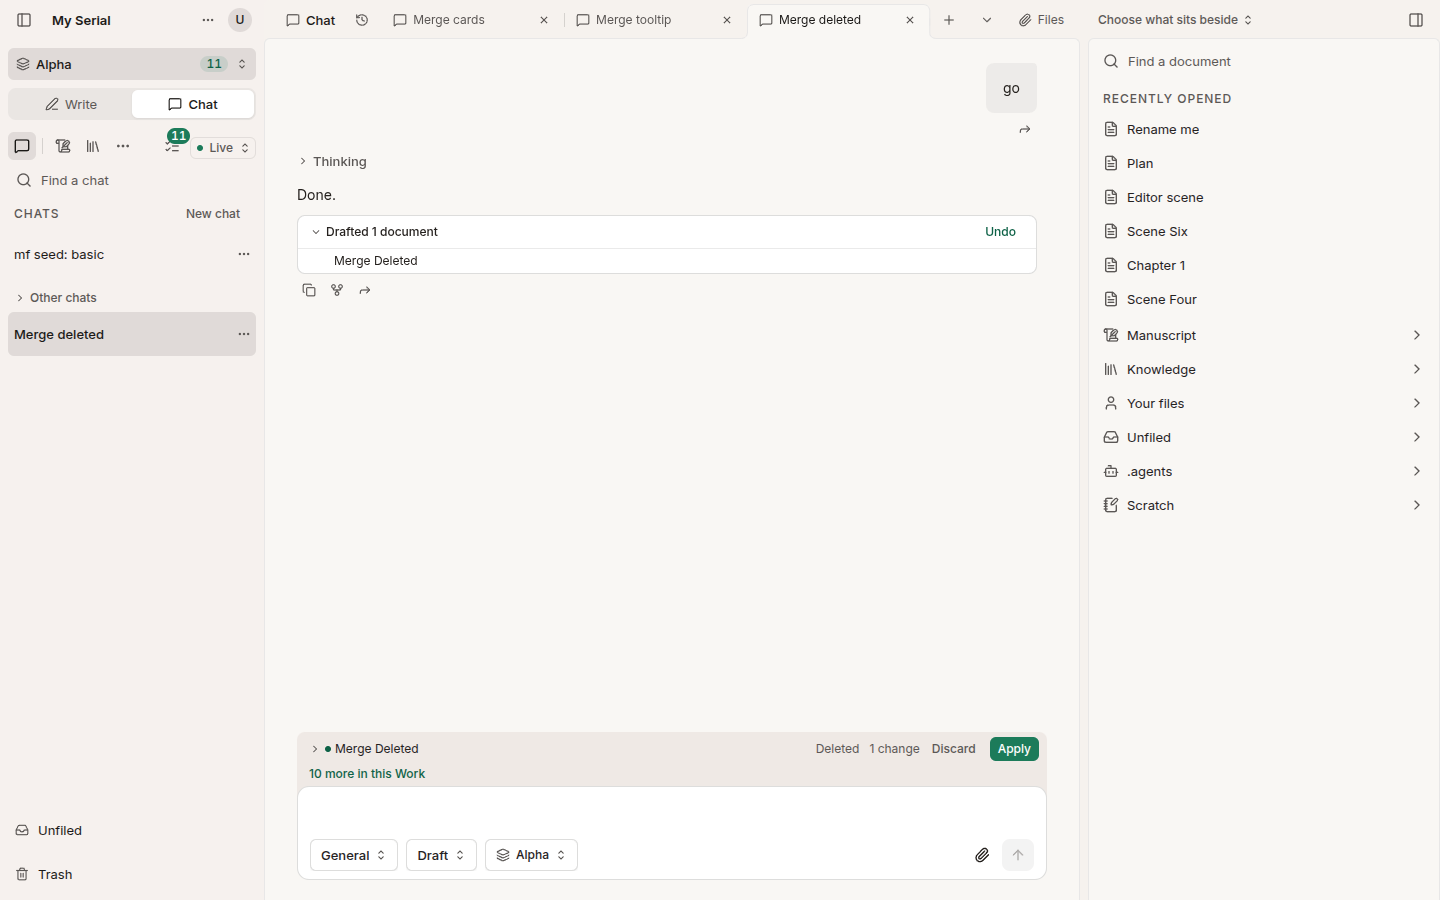 My Serial
U
Alpha
11
Write
Chat
11
Live
Find a chat
CHATS
New chat
mf seed: basic
Other chats
Merge deleted
Unfiled
Trash
Chat
Merge cards
Merge tooltip
Merge deleted
Files
go
Thinking
Done.
Drafted 1 document
Undo
Merge Deleted
Merge Deleted
Deleted
1 change
Discard
Apply
10 more in this Work
General
Draft
Alpha
Choose what sits beside
Find a document
RECENTLY OPENED
Rename me
Plan
Editor scene
Scene Six
Chapter 1
Scene Four
Manuscript
Knowledge
Your files
Unfiled
.agents
Scratch